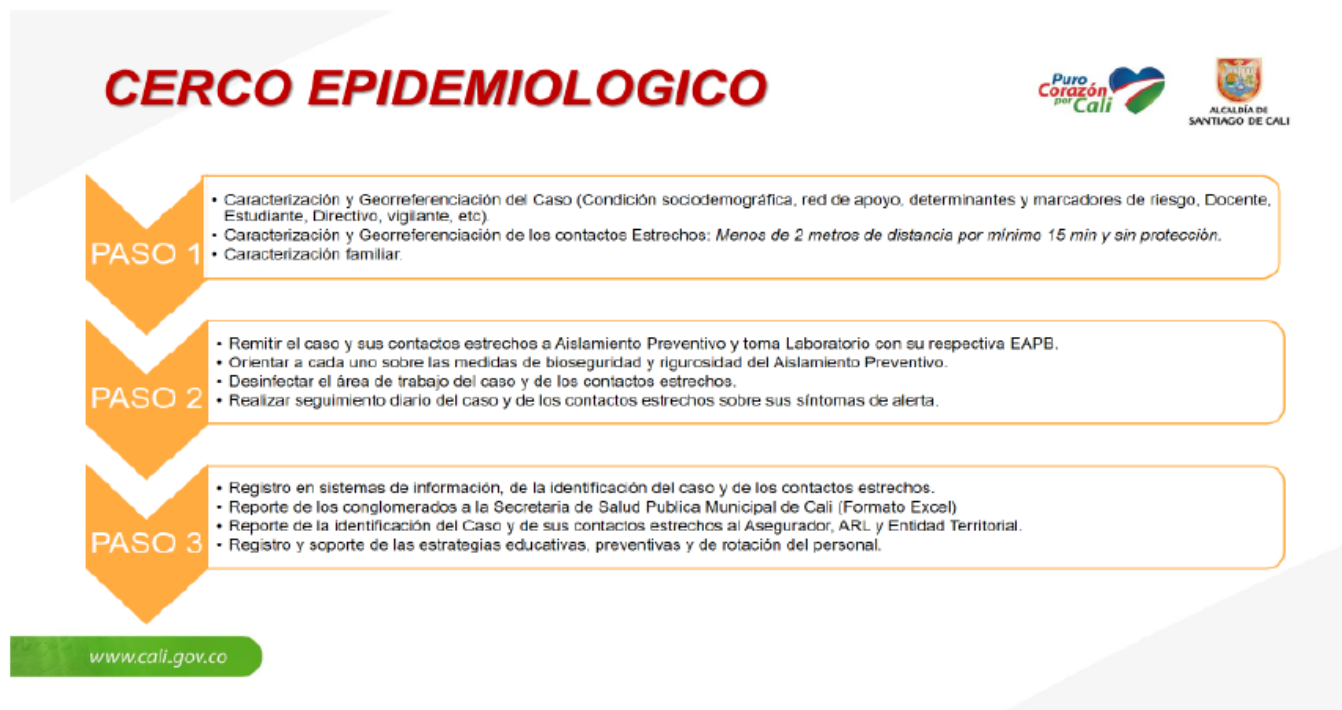 CERCO EPIDEMIOLOGICO
Puro
Corazón
por Cali
ALCALDÍA DE
SANTIAGO DE CALI
PASO 1
• Caracterización y Georreferenciación del Caso (Condición sociodemográfica, red de apoyo, determinantes y marcadores de riesgo, Docente,
Estudiante, Directivo, vigilante, etc).
• Caracterización y Georreferenciación de los contactos Estrechos: Menos de 2 metros de distancia por mínimo 15 min y sin protección.
• Caracterización familiar.
PASO 2
• Remitir el caso y sus contactos estrechos a Aislamiento Preventivo y toma Laboratorio con su respectiva EAPB.
• Orientar a cada uno sobre las medidas de bioseguridad y rigurosidad del Aislamiento Preventivo.
• Desinfectar el área de trabajo del caso y de los contactos estrechos.
• Realizar seguimiento diario del caso y de los contactos estrechos sobre sus síntomas de alerta.
PASO 3
• Registro en sistemas de información, de la identificación del caso y de los contactos estrechos.
• Reporte de los conglomerados a la Secretaria de Salud Publica Municipal de Cali (Formato Excel)
• Reporte de la identificación del Caso y de sus contactos estrechos al Asegurador, ARL y Entidad Territorial.
• Registro y soporte de las estrategias educativas, preventivas y de rotación del personal.
www.cali.gov.co